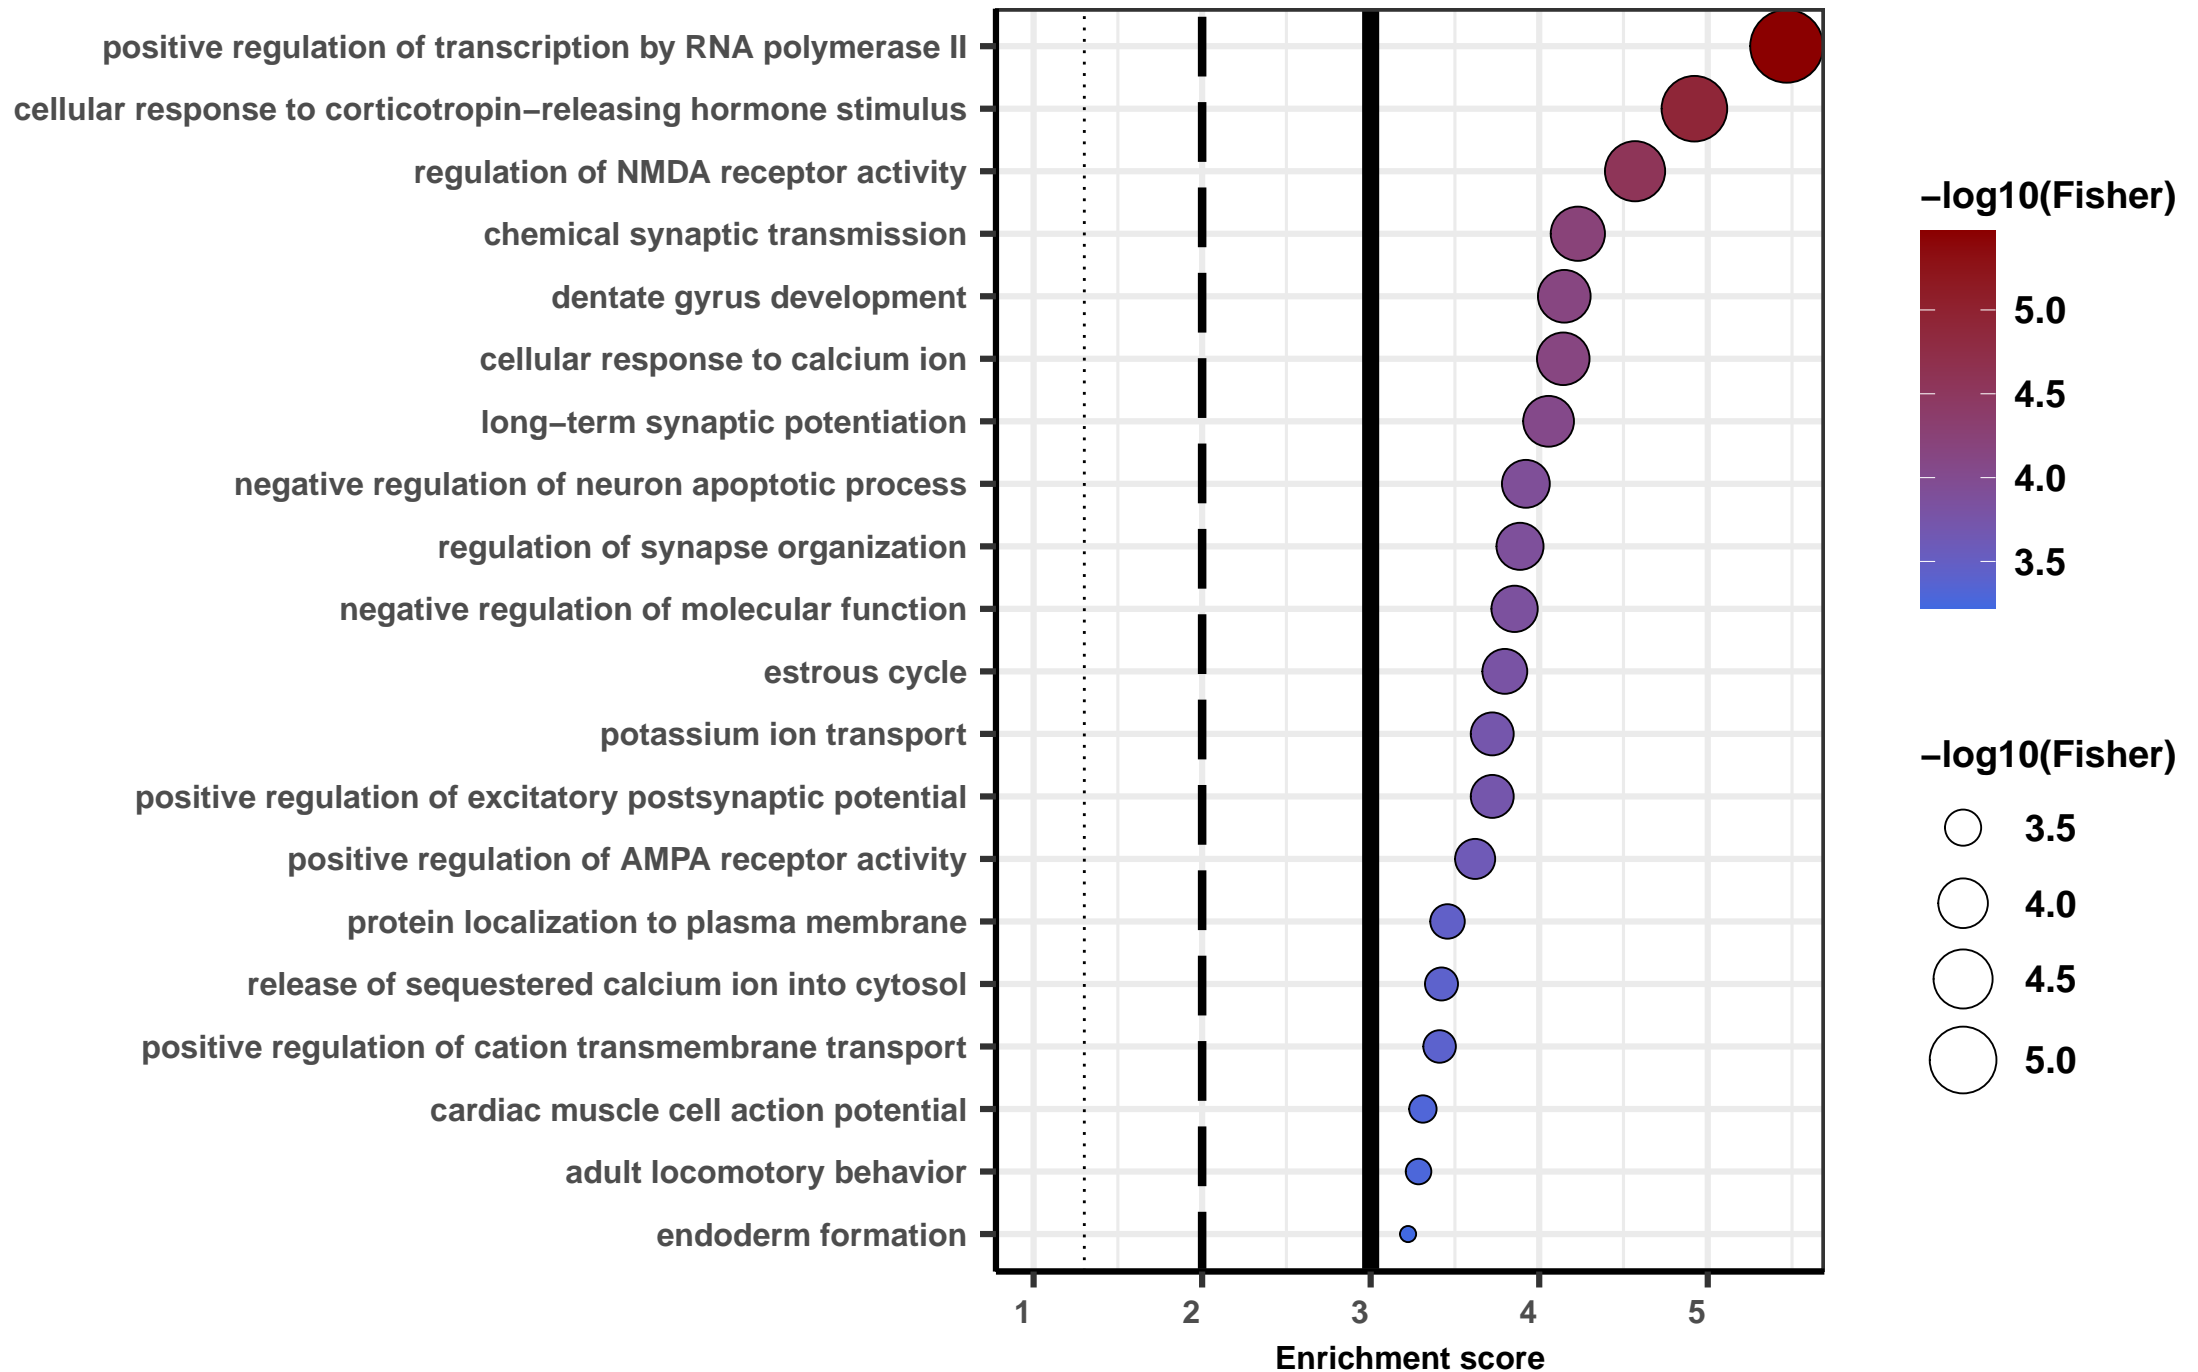 positive regulation of transcription by RNA polymerase II
cellular response to corticotropin−releasing hormone stimulus
regulation of NMDA receptor activity
chemical synaptic transmission
dentate gyrus development
cellular response to calcium ion
long−term synaptic potentiation
negative regulation of neuron apoptotic process
regulation of synapse organization
negative regulation of molecular function
estrous cycle
potassium ion transport
positive regulation of excitatory postsynaptic potential
positive regulation of AMPA receptor activity
protein localization to plasma membrane
release of sequestered calcium ion into cytosol
positive regulation of cation transmembrane transport
cardiac muscle cell action potential
adult locomotory behavior
endoderm formation
1 2 3 4 5
Enrichment score
−log10(Fisher)
5.0
4.5
4.0
3.5
−log10(Fisher)
3.5
4.0
4.5
5.0